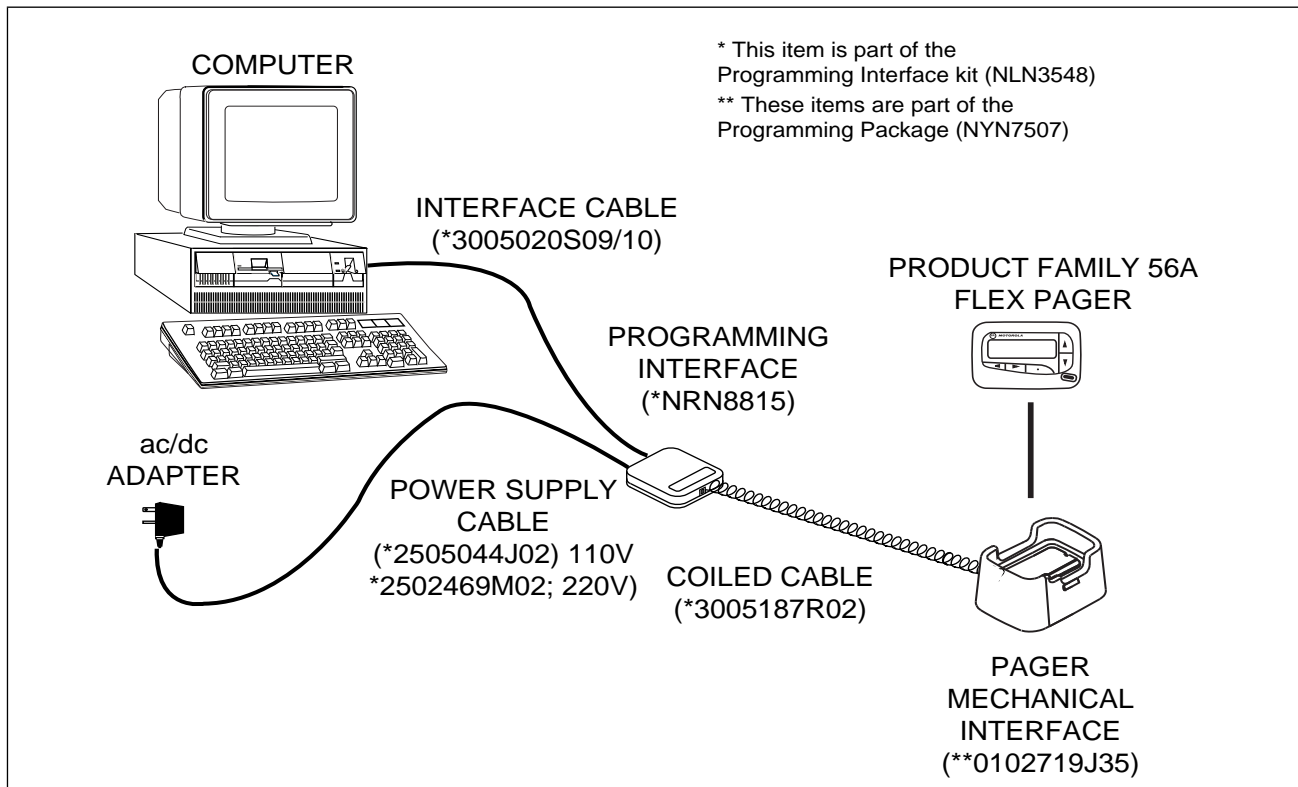 COMPUTER
* This item is part of the
Programming Interface kit (NLN3548)
** These items are part of the
Programming Package (NYN7507)
INTERFACE CABLE
(*3005020S09/10)
PRODUCT FAMILY 56A
FLEX PAGER
MOTOROLA
PROGRAMMING
INTERFACE
(*NRN8815)
ac/dc
ADAPTER
POWER SUPPLY
CABLE
(*2505044J02) 110V
*2502469M02; 220V)
COILED CABLE
(*3005187R02)
PAGER
MECHANICAL
INTERFACE
(**0102719J35)